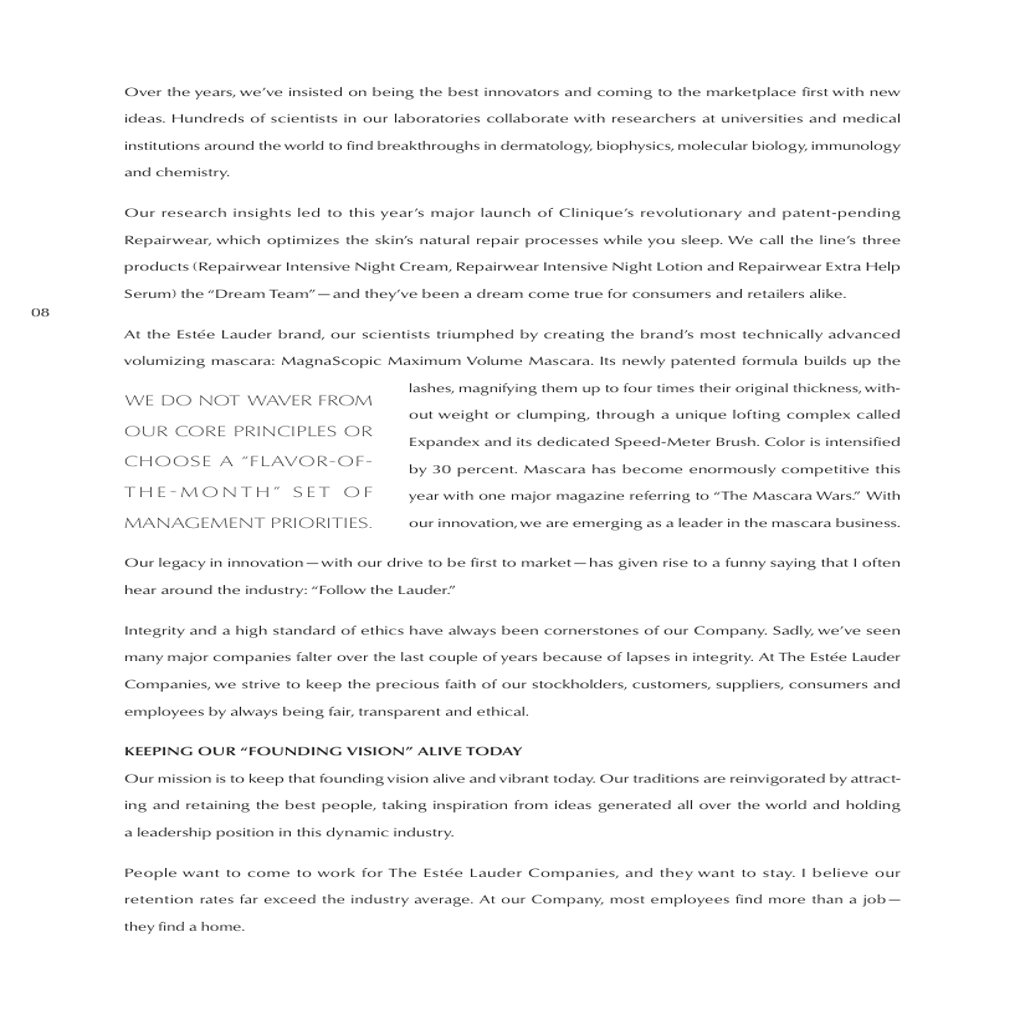 Over the years, we've insisted on being the best innovators and coming to the marketplace first with new
ideas. Hundreds of scientists in our laboratories collaborate with researchers at universities and medical
institutions around the world to find breakthroughs in dermatology, biophysics, molecular biology, immunology
and chemistry.
Our research insights led to this year's major launch of Clinique's revolutionary and patent-pending
Repairwear, which optimizes the skin's natural repair processes while you sleep. We call the line's three
products (Repairwear Intensive Night Cream, Repairwear Intensive Night Lotion and Repairwear Extra Help
Serum) the “Dream Team”—and they've been a dream come true for consumers and retailers alike.
08
At the Estée Lauder brand, our scientists triumphed by creating the brand's most technically advanced
volumizing mascara: MagnaScopic Maximum Volume Mascara. Its newly patented formula builds up the
lashes, magnifying them up to four times their original thickness, with-
out weight or clumping, through a unique lofting complex called
Expandex and its dedicated Speed-Meter Brush. Color is intensified
by 30 percent. Mascara has become enormously competitive this
year with one major magazine referring to “The Mascara Wars.” With
our innovation, we are emerging as a leader in the mascara business.
WE DO NOT WAVER FROM
OUR CORE PRINCIPLES OR
CHOOSE A “FLAVOR-OF-
THE-MONTH” SET OF
MANAGEMENT PRIORITIES.
Our legacy in innovation—with our drive to be first to market—has given rise to a funny saying that I often
hear around the industry: “Follow the Lauder.”
Integrity and a high standard of ethics have always been cornerstones of our Company. Sadly, we've seen
many major companies falter over the last couple of years because of lapses in integrity. At The Estée Lauder
Companies, we strive to keep the precious faith of our stockholders, customers, suppliers, consumers and
employees by always being fair, transparent and ethical.
KEEPING OUR “FOUNDING VISION” ALIVE TODAY
Our mission is to keep that founding vision alive and vibrant today. Our traditions are reinvigorated by attract-
ing and retaining the best people, taking inspiration from ideas generated all over the world and holding
a leadership position in this dynamic industry.
People want to come to work for The Estée Lauder Companies, and they want to stay. I believe our
retention rates far exceed the industry average. At our Company, most employees find more than a job—
they find a home.